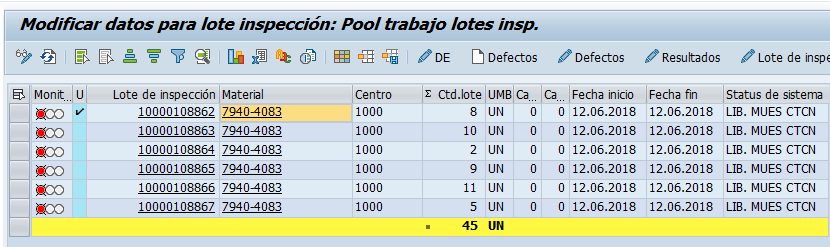 Modificar datos para lote inspección: Pool trabajo lotes insp.
DE Defectos Defectos Resultados Lote de inspe
Monit.. U Lote de inspección Material Centro Σ Ctd.lote UMB Ca... Ca... Fecha inicio Fecha fin Status de sistema
10000108862 7940-4083 1000 8 UN 0 0 12.06.2018 12.06.2018 LIB. MUES CTCN
10000108863 7940-4083 1000 10 UN 0 0 12.06.2018 12.06.2018 LIB. MUES CTCN
10000108864 7940-4083 1000 2 UN 0 0 12.06.2018 12.06.2018 LIB. MUES CTCN
10000108865 7940-4083 1000 9 UN 0 0 12.06.2018 12.06.2018 LIB. MUES CTCN
10000108866 7940-4083 1000 11 UN 0 0 12.06.2018 12.06.2018 LIB. MUES CTCN
10000108867 7940-4083 1000 5 UN 0 0 12.06.2018 12.06.2018 LIB. MUES CTCN
45 UN